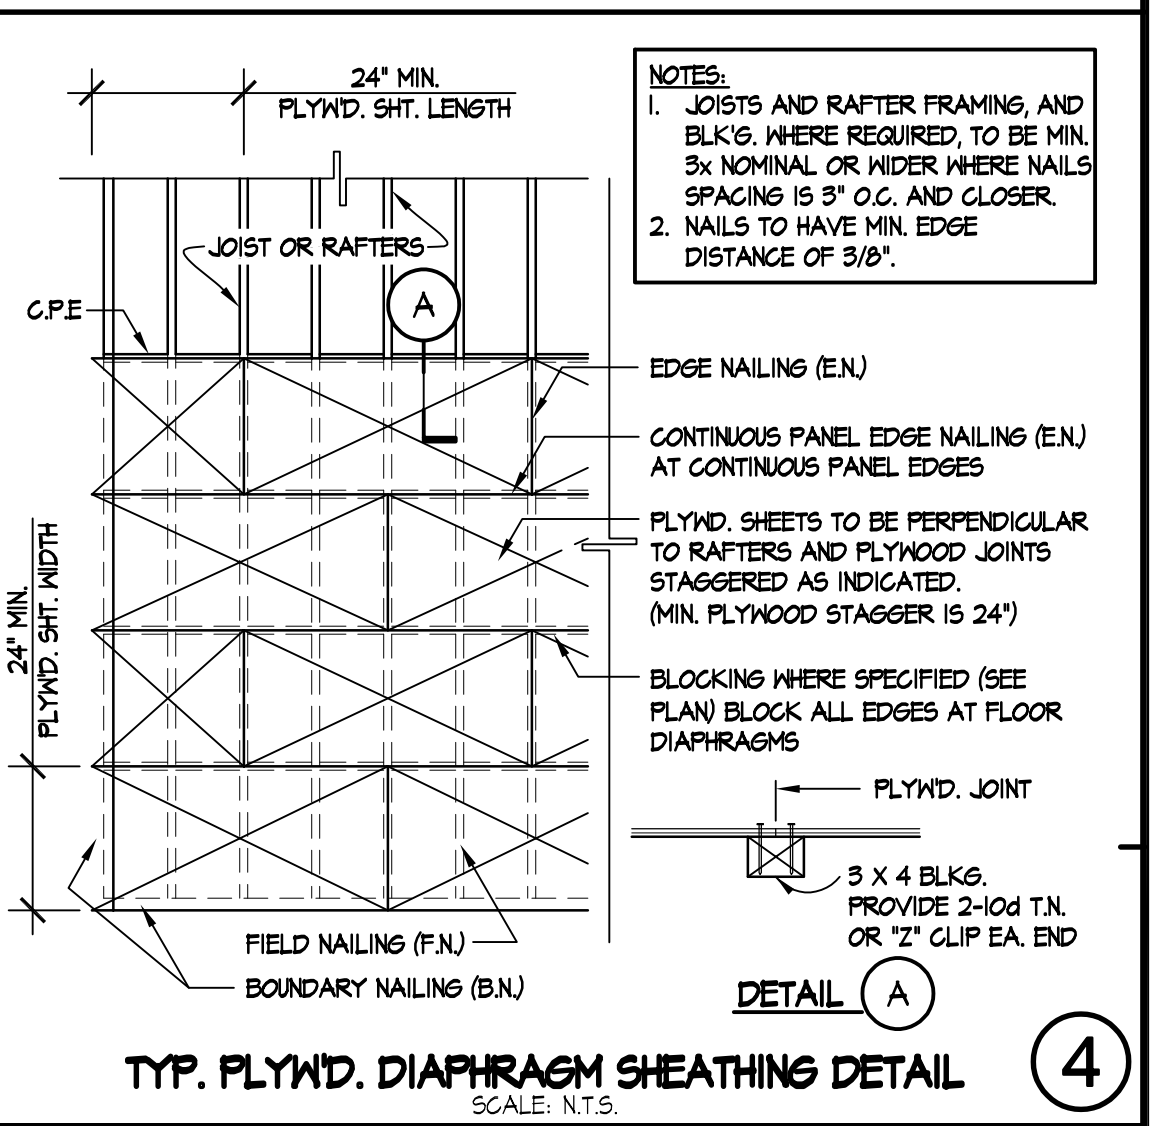 24" MIN.
PLYW'D. SHT. LENGTH
NOTES:
1. JOISTS AND RAFTER FRAMING, AND
BLK'G. WHERE REQUIRED, TO BE MIN.
3x NOMINAL OR WIDER WHERE NAILS
SPACING IS 3" O.C. AND CLOSER.
2. NAILS TO HAVE MIN. EDGE
DISTANCE OF 3/8".
JOIST OR RAFTERS
A
C.P.E
EDGE NAILING (E.N.)
CONTINUOUS PANEL EDGE NAILING (E.N.)
AT CONTINUOUS PANEL EDGES
PLYWD. SHEETS TO BE PERPENDICULAR
TO RAFTERS AND PLYWOOD JOINTS
STAGGERED AS INDICATED.
(MIN. PLYWOOD STAGGER IS 24")
24" MIN.
PLYW'D. SHT. WIDTH
BLOCKING WHERE SPECIFIED (SEE
PLAN) BLOCK ALL EDGES AT FLOOR
DIAPHRAGMS
PLYW'D. JOINT
3 X 4 BLKG.
PROVIDE 2-10d T.N.
OR "Z" CLIP EA. END
FIELD NAILING (F.N.)
BOUNDARY NAILING (B.N.)
DETAIL A
TYP. PLYW'D. DIAPHRAGM SHEATHING DETAIL
SCALE: N.T.S.
4